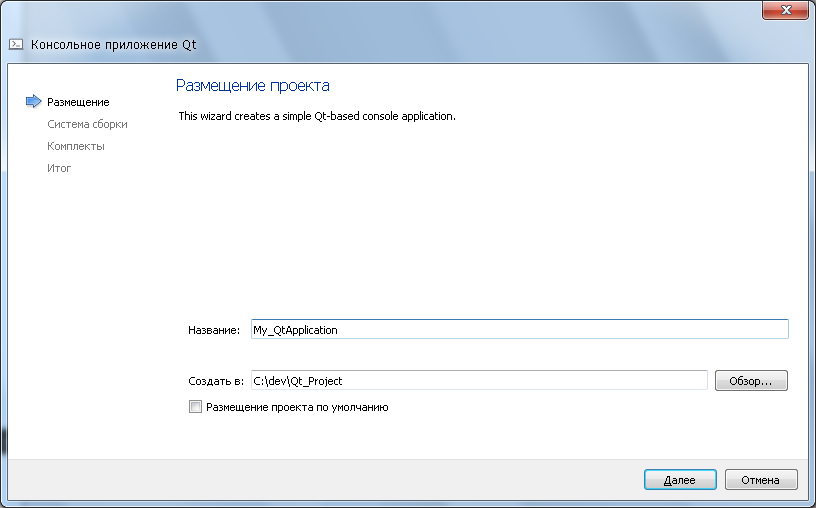 Консольное приложение Qt
Размещение
Система сборки
Комплекты
Итог
Размещение проекта
This wizard creates a simple Qt-based console application.
Название: My_QtApplication
Создать в: C:\dev\Qt_Project Обзор...
Размещение проекта по умолчанию
Далее Отмена